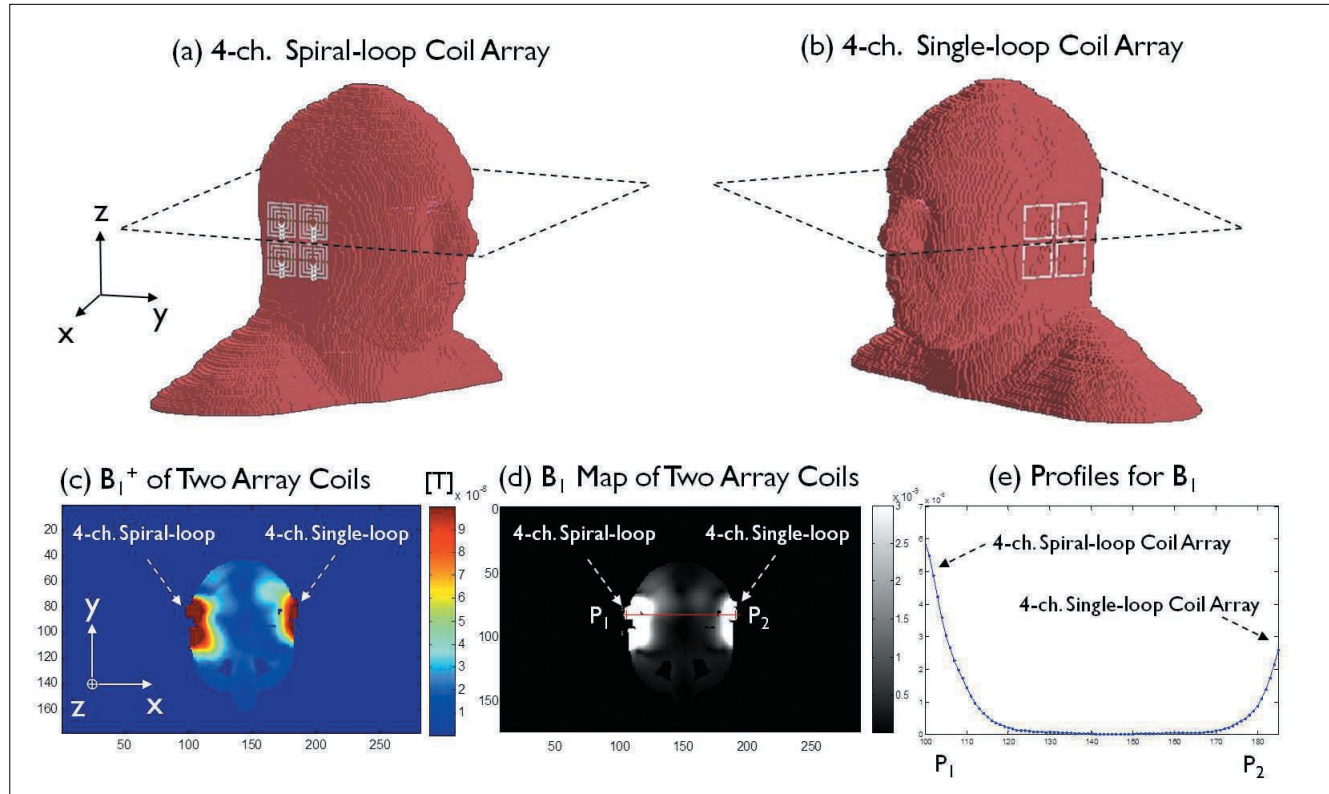 (a) 4-ch. Spiral-loop Coil Array
(b) 4-ch. Single-loop Coil Array
z
x
y
(c) B₁⁺ of Two Array Coils
[T]
x 10⁻⁸
4-ch. Spiral-loop
4-ch. Single-loop
20
40
60
80
100
120
140
160
50
100
150
200
250
y
z
x
9
8
7
6
5
4
3
2
1
(d) B₁ Map of Two Array Coils
4-ch. Spiral-loop
4-ch. Single-loop
P₁
P₂
0
50
100
150
50
100
150
200
250
3
2.5
2
1.5
1
0.5
(e) Profiles for B₁
4-ch. Spiral-loop Coil Array
4-ch. Single-loop Coil Array
7
6
5
4
3
2
1
0
100
110
120
130
140
150
160
170
180
P₁
P₂